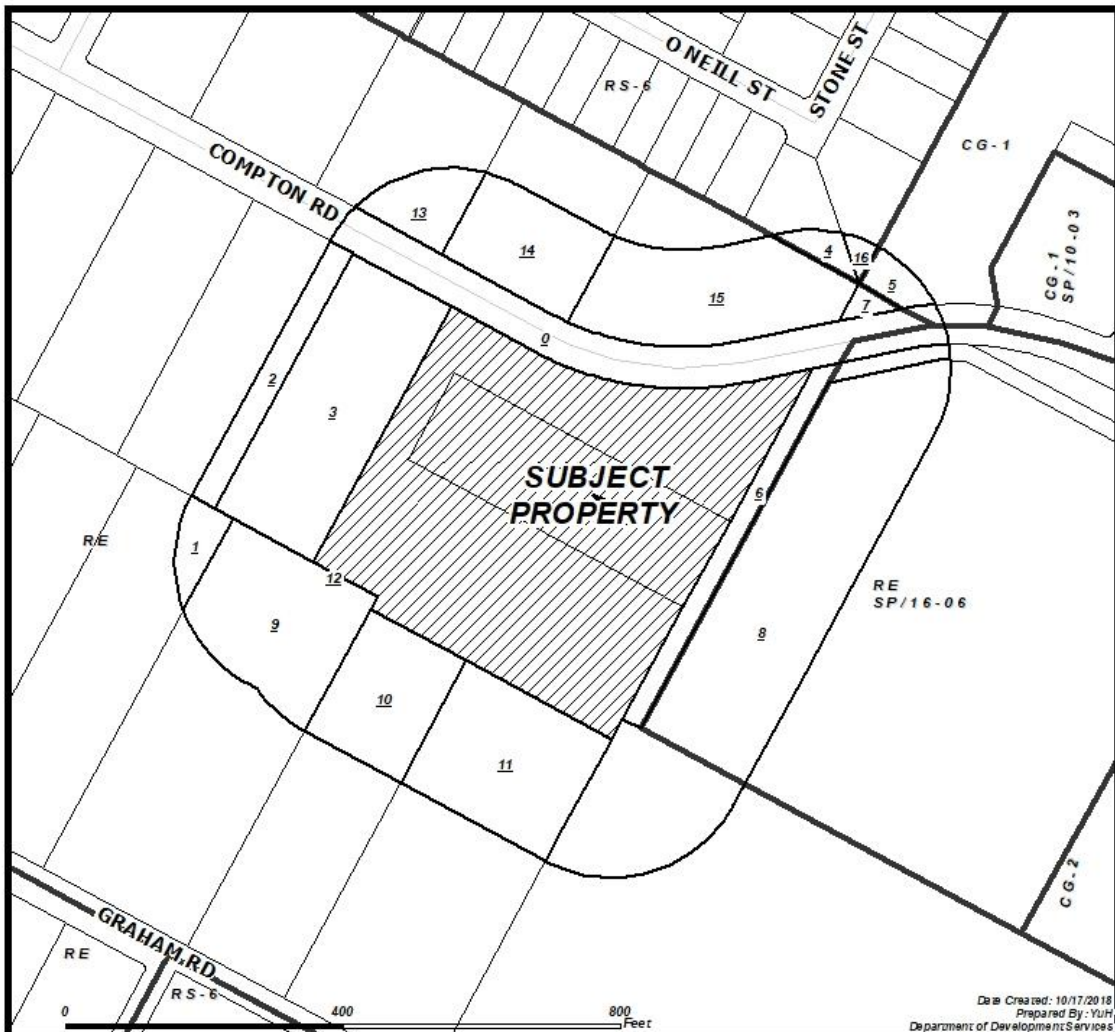 O NEILL ST
STONE ST
RS-6
COMPTON RD
CG-1
CG-1
SP/10-03
13
14
4
16
5
15
7
0
2
3
SUBJECT
PROPERTY
6
RE
1
12
RE
SP/16-06
9
8
10
11
CG-2
GRAHAM RD
RE
RS-6
0
400
800
Feet
Date Created: 10/17/2018
Prepared By: YuH
Department of Development Services